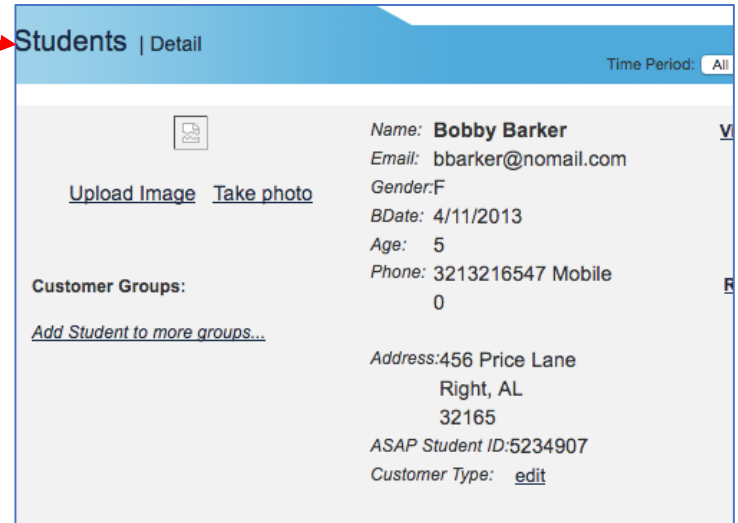 Students | Detail
Time Period: All
Upload Image Take photo
Customer Groups:
Add Student to more groups...
Name: Bobby Barker
Email: bbarker@nomail.com
Gender:F
BDate: 4/11/2013
Age: 5
Phone: 3213216547 Mobile
0
Address:456 Price Lane
Right, AL
32165
ASAP Student ID:5234907
Customer Type: edit